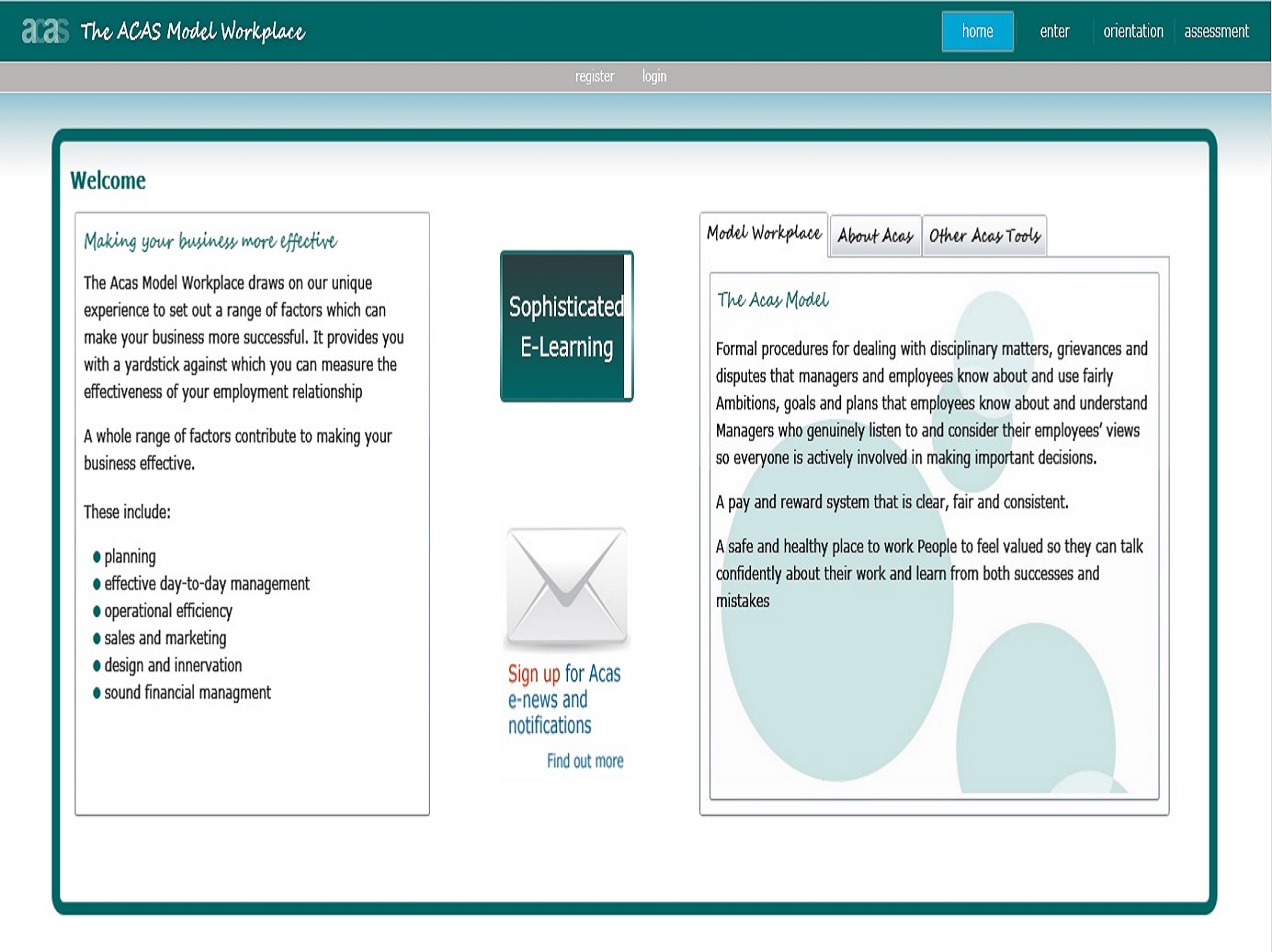 acas The ACAS Model Workplace
home enter orientation assessment
register login
Welcome
Making your business more effective
The Acas Model Workplace draws on our unique
experience to set out a range of factors which can
make your business more successful. It provides you
with a yardstick against which you can measure the
effectiveness of your employment relationship
A whole range of factors contribute to making your
business effective.
These include:
planning
effective day-to-day management
operational efficiency
sales and marketing
design and innervation
sound financial managment
Sophisticated
E-Learning
Sign up for Acas
e-news and
notifications
Find out more
Model Workplace About Acas Other Acas Tools
The Acas Model
Formal procedures for dealing with disciplinary matters, grievances and
disputes that managers and employees know about and use fairly
Ambitions, goals and plans that employees know about and understand
Managers who genuinely listen to and consider their employees’ views
so everyone is actively involved in making important decisions.
A pay and reward system that is clear, fair and consistent.
A safe and healthy place to work People to feel valued so they can talk
confidently about their work and learn from both successes and
mistakes